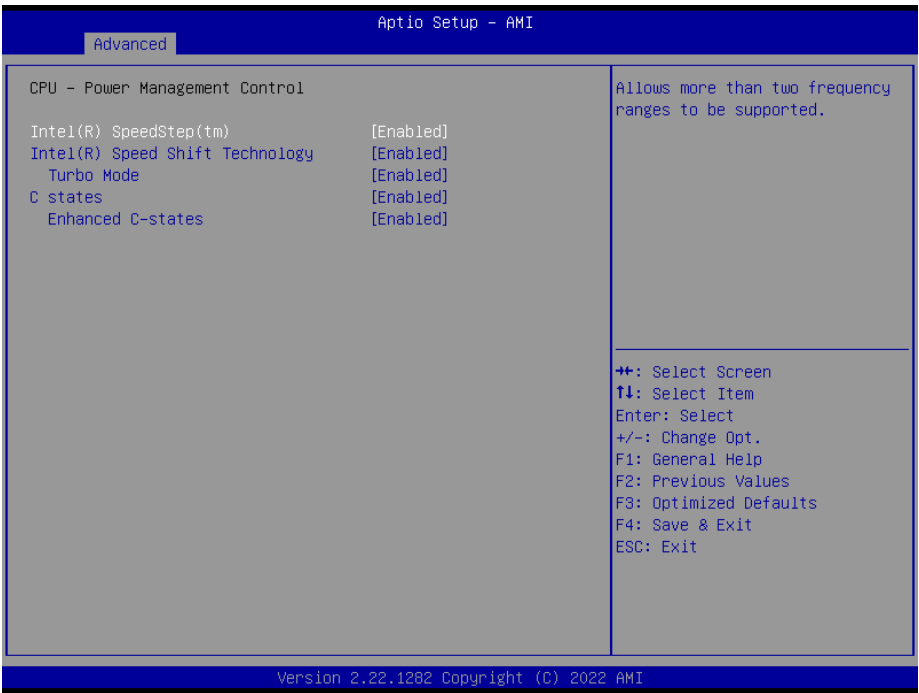 Aptio Setup – AMI
Advanced
CPU – Power Management Control
Intel(R) SpeedStep(tm) [Enabled]
Intel(R) Speed Shift Technology [Enabled]
Turbo Mode [Enabled]
C states [Enabled]
Enhanced C-states [Enabled]
Allows more than two frequency
ranges to be supported.
→←: Select Screen
↑↓: Select Item
Enter: Select
+/-: Change Opt.
F1: General Help
F2: Previous Values
F3: Optimized Defaults
F4: Save & Exit
ESC: Exit
Version 2.22.1282 Copyright (C) 2022 AMI